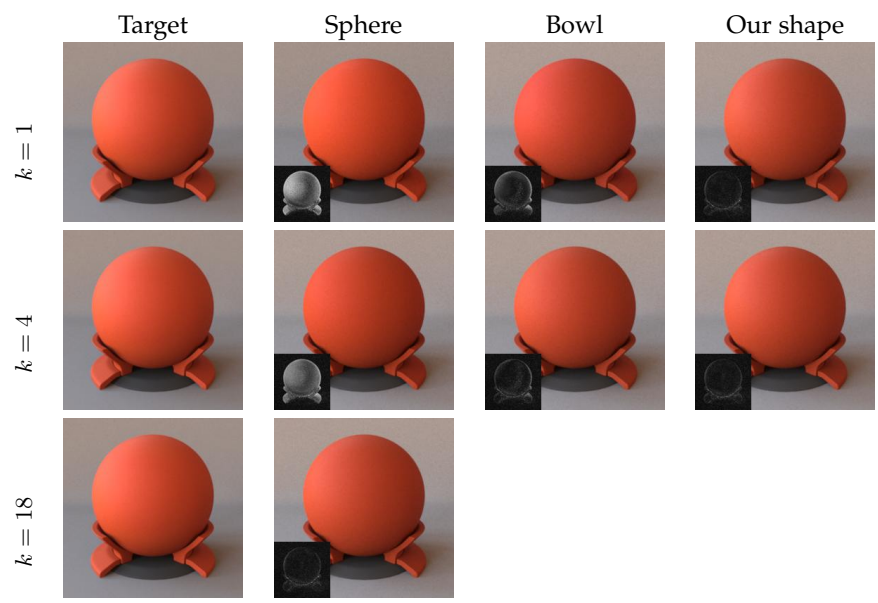 Target Sphere Bowl Our shape
k = 1
k = 4
k = 18